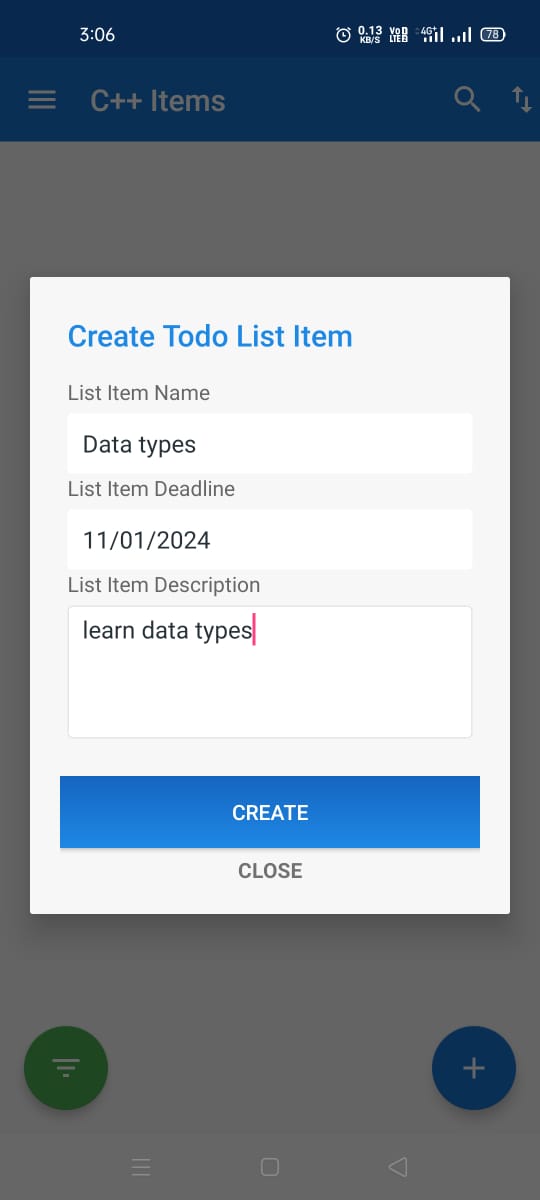 3:06
0.13 KB/S VoD LTE 4G+ 78
C++ Items
Create Todo List Item
List Item Name
Data types
List Item Deadline
11/01/2024
List Item Description
learn data types
CREATE
CLOSE